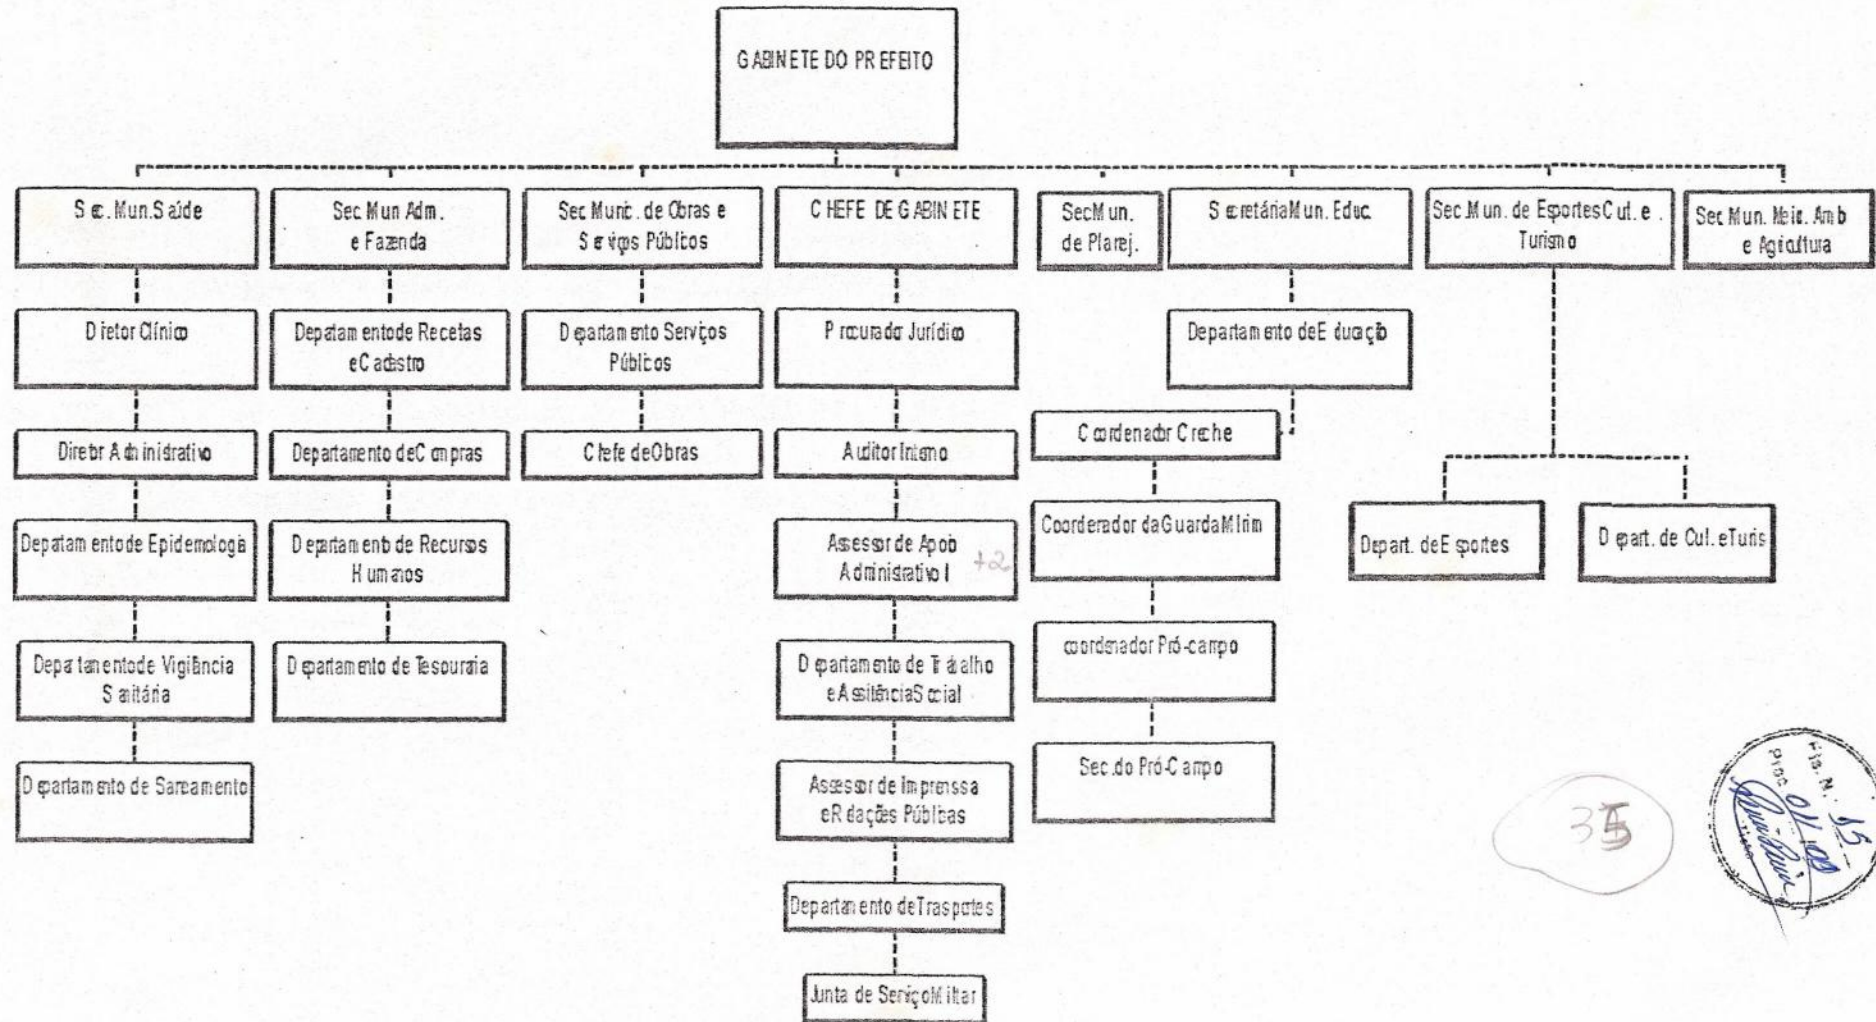 GABINETE DO PREFEITO
Sec. Mun. Saúde
Sec Mun Adm.
e Fazenda
Sec Munic. de Obras e
Serviços Públicos
CHEFE DE GABINETE
Sec Mun.
de Planej.
Secretária Mun. Educ.
Sec. Mun. de Esportes Cul. e .
Turismo
Sec Mun. Meio. Amb
e Agricultura
Diretor Clínico
Departamento de Receitas
e Cadastro
Departamento Serviços
Públicos
Procurador Jurídico
Departamento de Educação
Diretor Administrativo
Departamento de Compras
Chefe de Obras
Auditor Interno
Coordenador Creche
Departamento de Epidemologia
Departamento de Recursos
Humanos
Assessor de Apoio
Administrativo I
+2
Coordenador da Guarda Mirim
Depart. de Esportes
Depart. de Cul. e Turis
Departamento de Vigilância
Sanitária
Departamento de Tesouraria
Departamento de Trabalho
e Assitência Social
coordenador Pró-campo
Departamento de Saneamento
Assessor de Imprenssa
e Relações Públicas
Sec. do Pró-Campo
Departamento de Trasportes
Junta de Serviço Militar
Fls. N.º 15
Proc 01/00